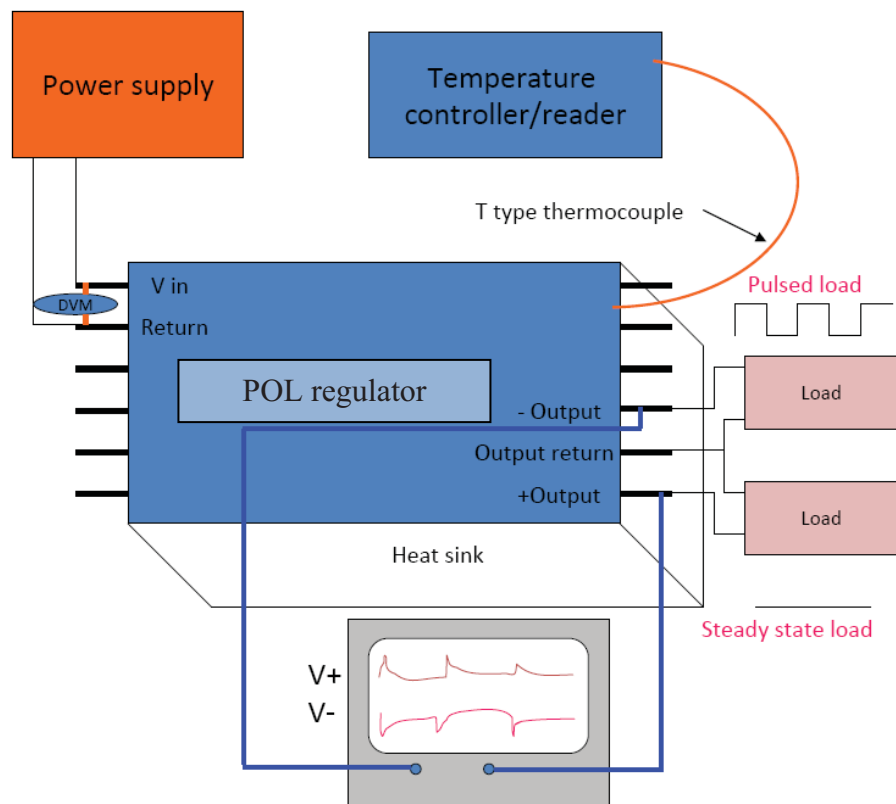 Power supply
Temperature
controller/reader
T type thermocouple
V in
DVM
Return
Pulsed load
POL regulator
Load
- Output
Output return
+Output
Load
Heat sink
Steady state load
V+
V-